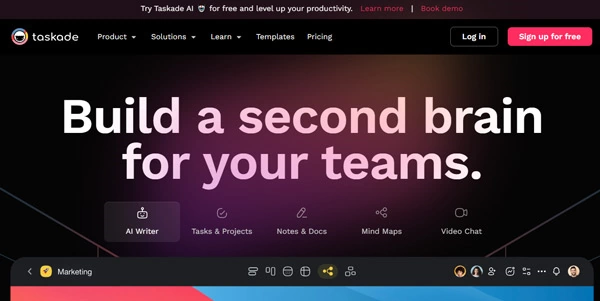 Try Taskade AI 🤖 for free and level up your productivity. Learn more | Book demo
taskade Product Solutions Learn Templates Pricing Log in Sign up for free
Build a second brain
for your teams.
AI Writer Tasks & Projects Notes & Docs Mind Maps Video Chat
Marketing